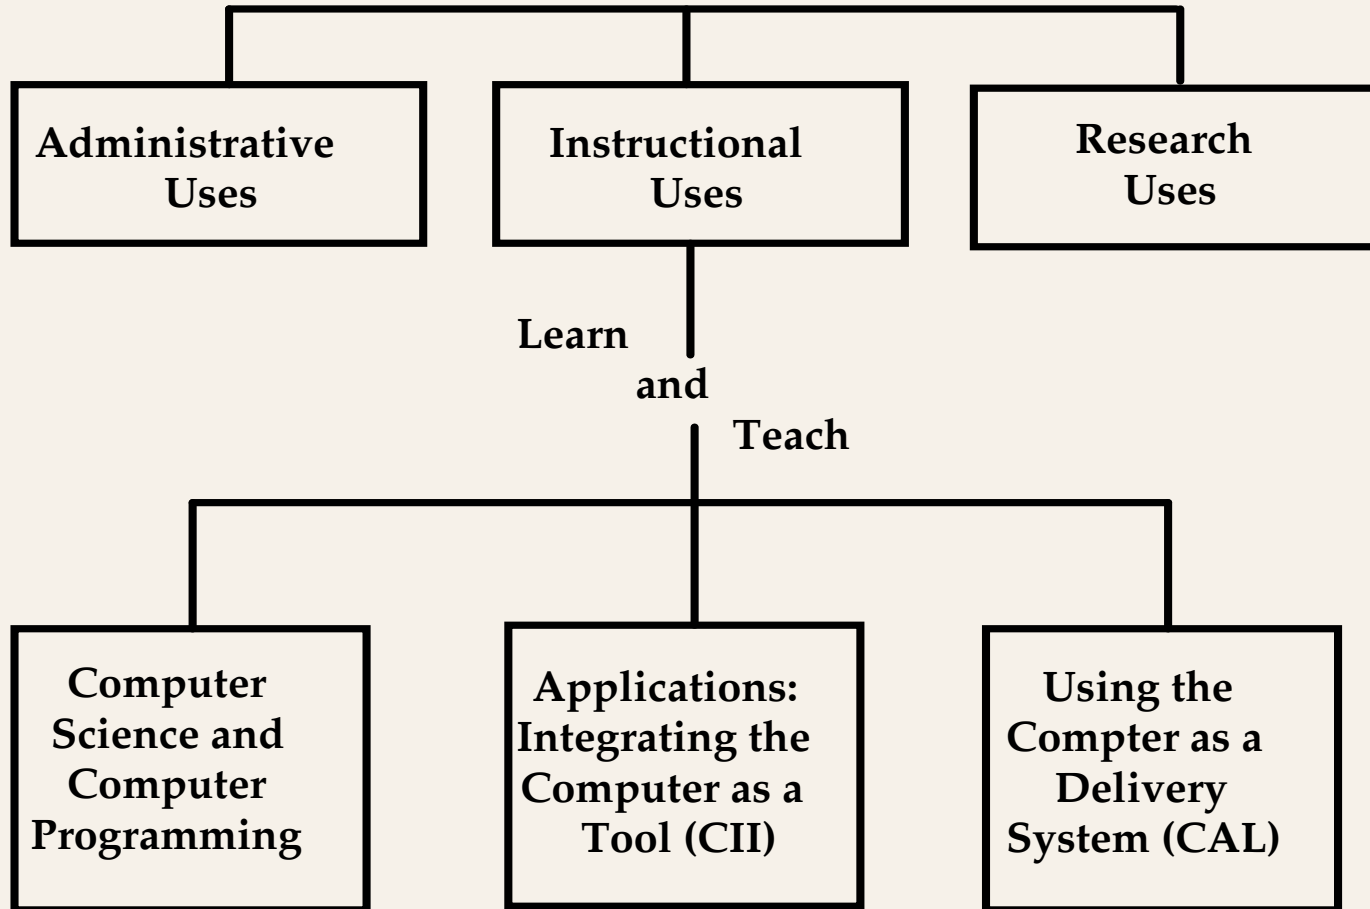 Administrative
Uses
Instructional
Uses
Research
Uses
Learn
and
Teach
Computer
Science and
Computer
Programming
Applications:
Integrating the
Computer as a
Tool (CII)
Using the
Compter as a
Delivery
System (CAL)